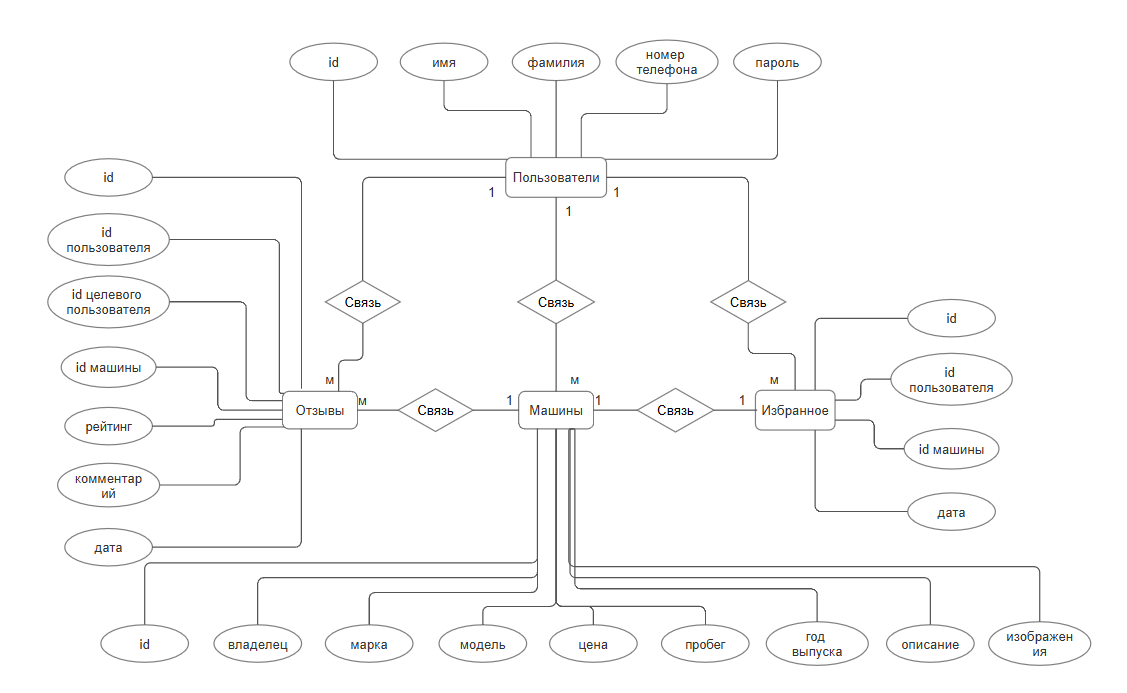 id
имя
фамилия
номер
телефона
пароль
Пользователи
1
1
1
id
id
пользователя
id целевого
пользователя
id машины
рейтинг
комментар
ий
дата
Связь
Связь
Связь
м
м
м
Отзывы
м
Связь
1
Машины
1
Связь
1
Избранное
id
id
пользователя
id машины
дата
id
владелец
марка
модель
цена
пробег
год
выпуска
описание
изображен
ия